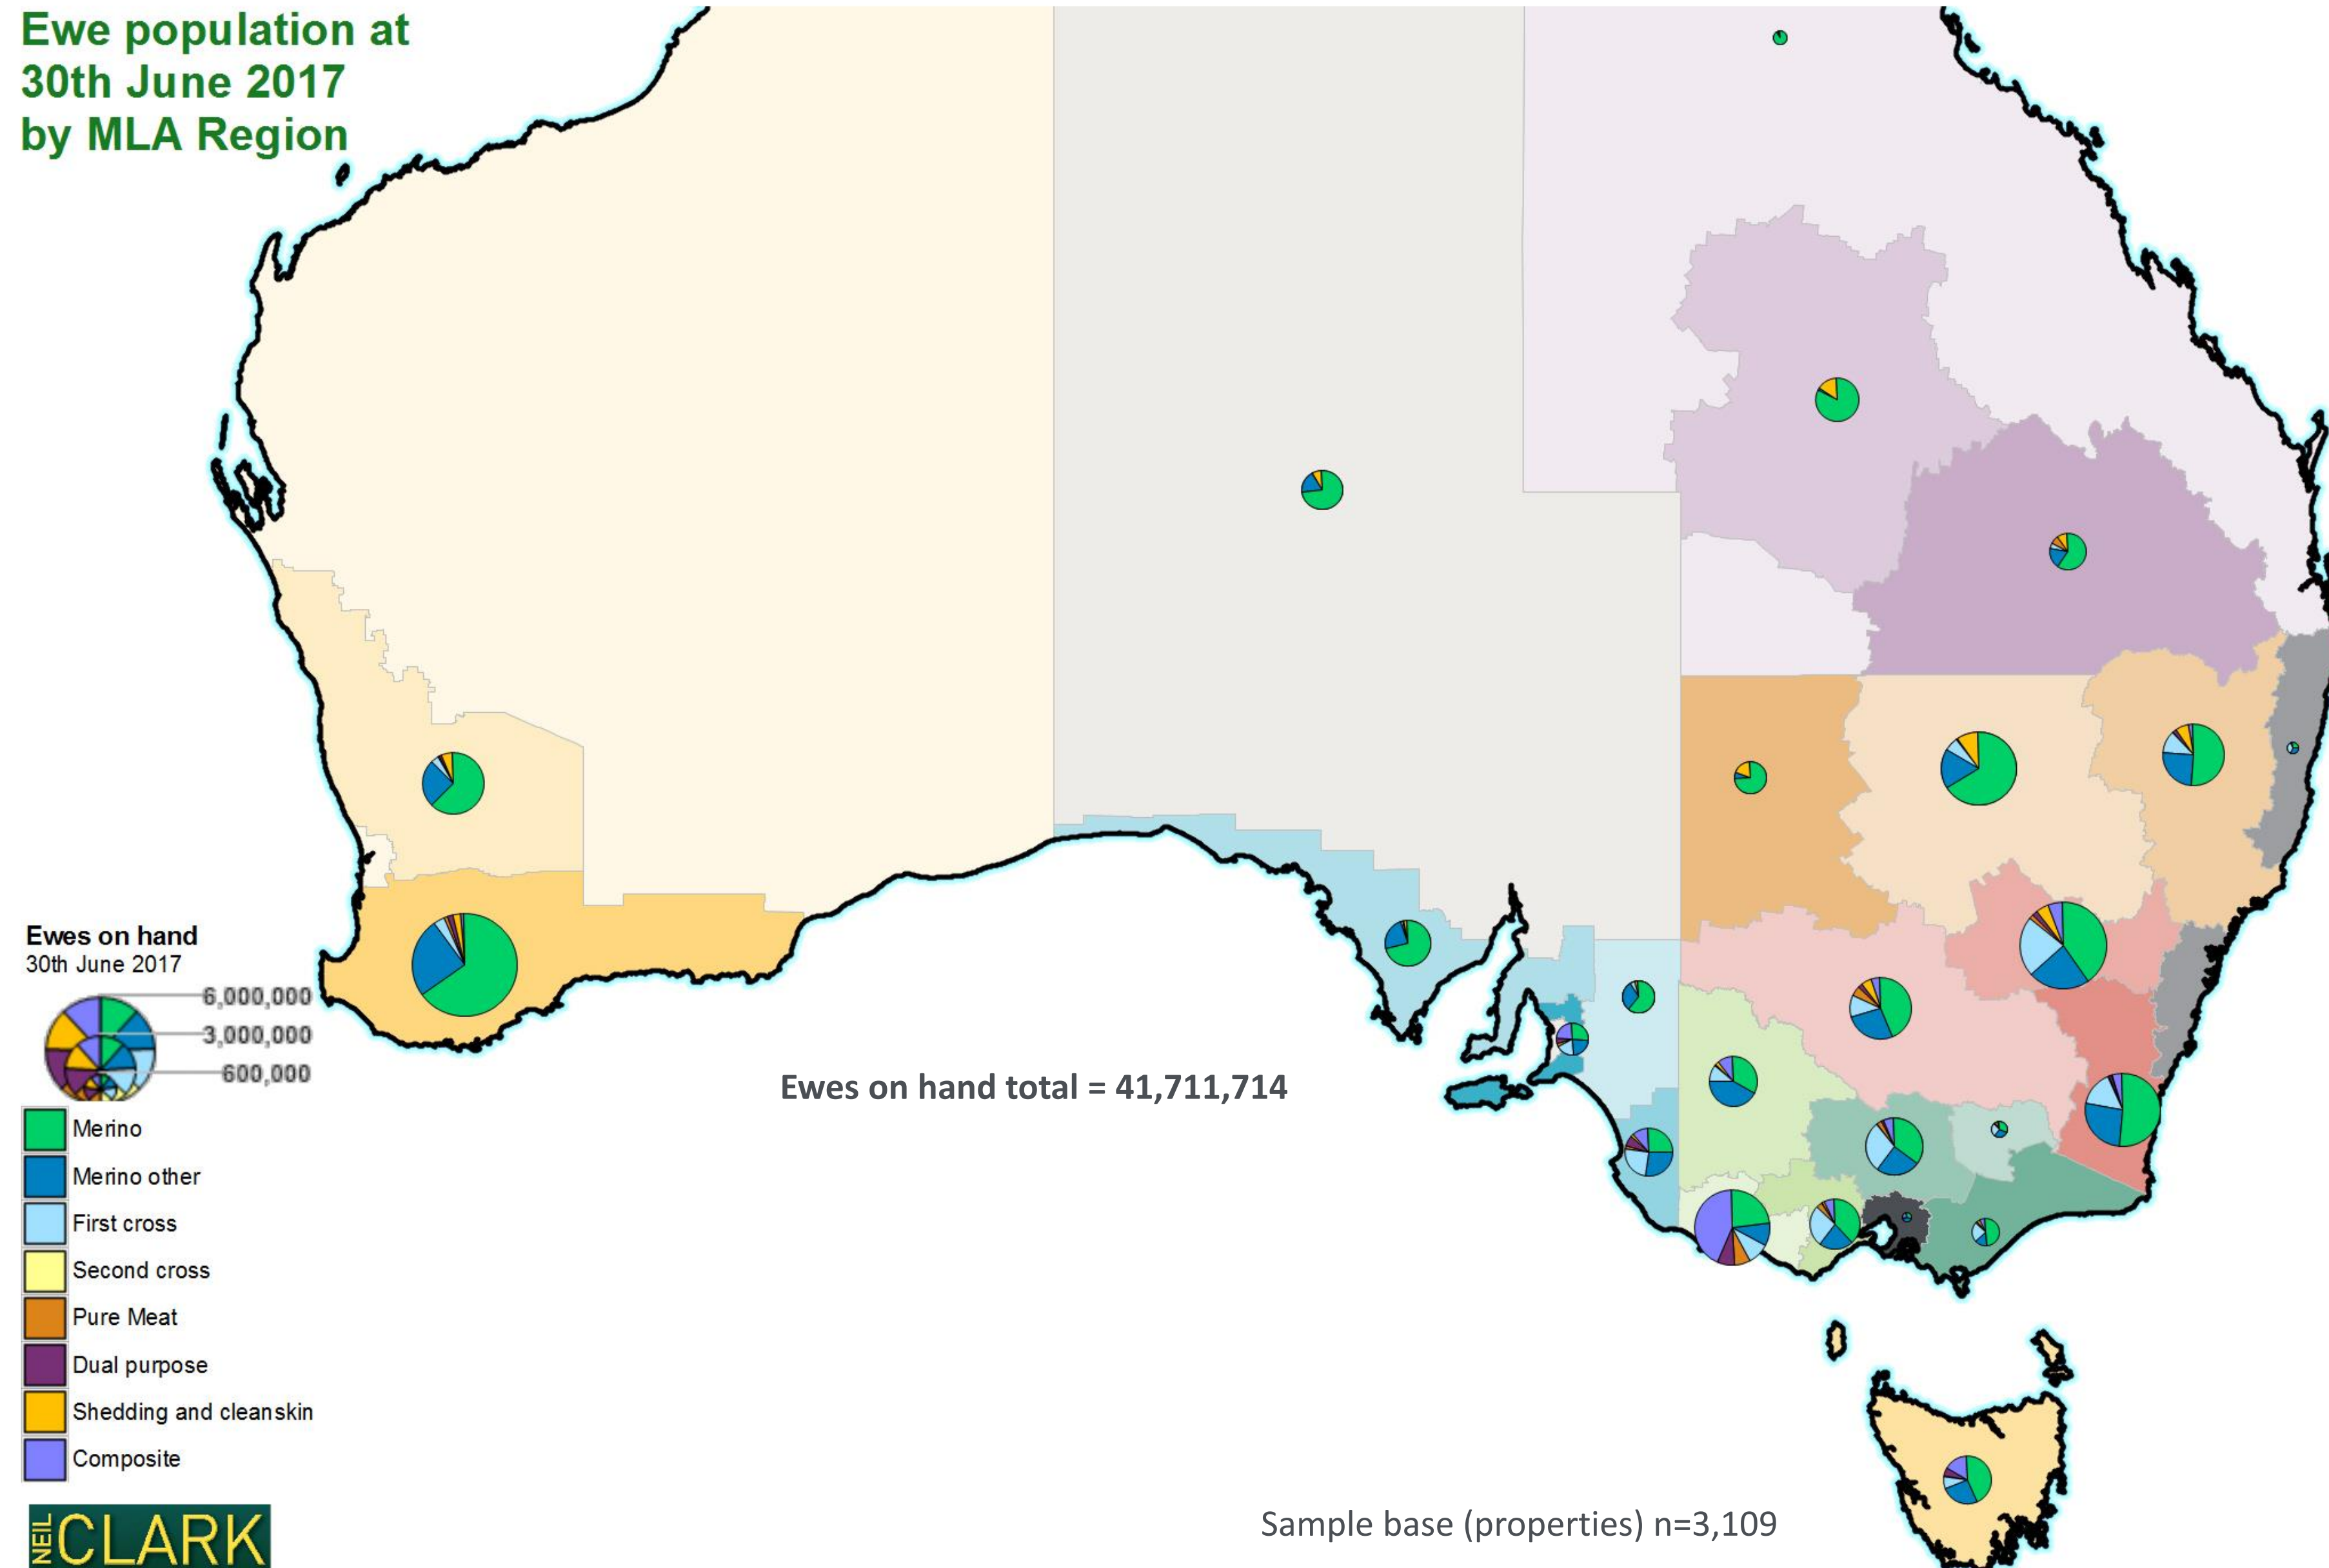 Ewe population at
30th June 2017
by MLA Region
Ewes on hand
30th June 2017
6,000,000
3,000,000
600,000
Merino
Merino other
First cross
Second cross
Pure Meat
Dual purpose
Shedding and cleanskin
Composite
Ewes on hand total = 41,711,714
Sample base (properties) n=3,109
NEIL CLARK